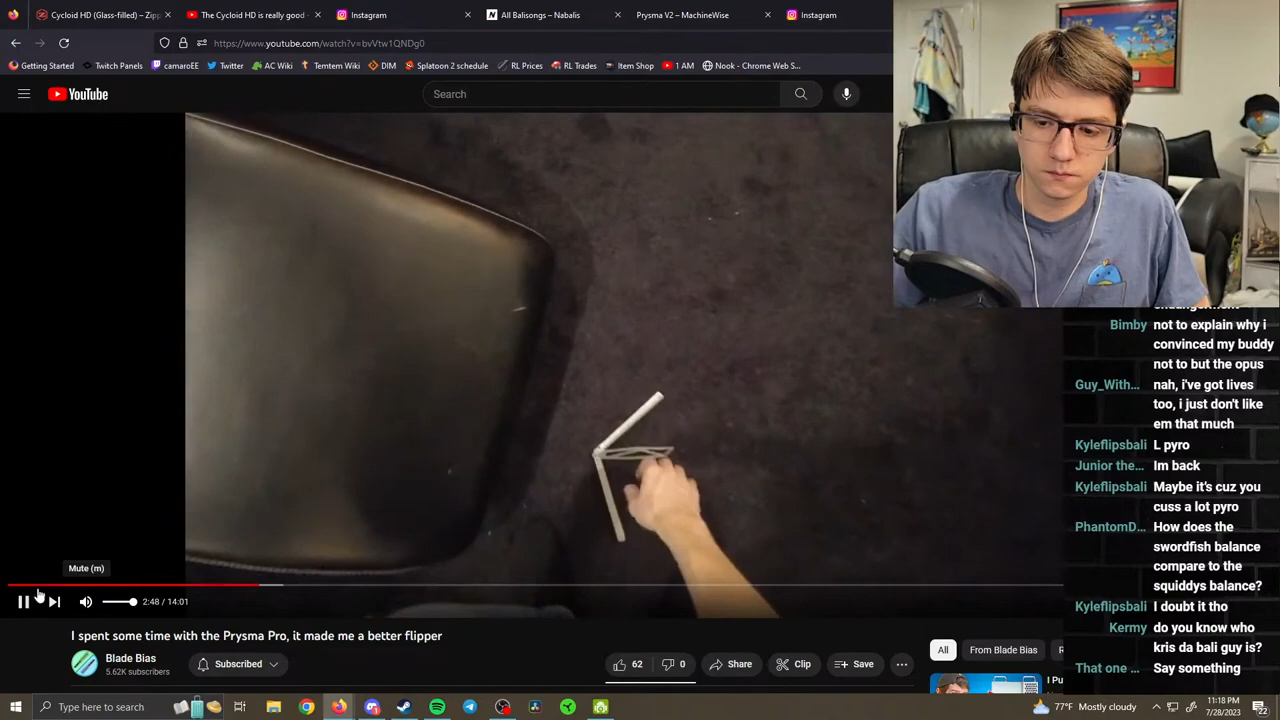 Cycloid HD (Glass-filled) – Zipp
The Cycloid HD is really good -
Instagram
All Balisongs – Nabalis
Prysma V2 – MachineWise
Instagram
https://www.youtube.com/watch?v=bvVtw1QNDg0
Getting Started
Twitch Panels
camaroEE
Twitter
AC Wiki
Temtem Wiki
DIM
Splatoon schedule
RL Prices
RL Trades
Item Shop
1 AM
Nook - Chrome Web S...
YouTube
Search
Bimby not to explain why i
convinced my buddy
not to but the opus
Guy_With... nah, i've got lives
too, i just don't like
em that much
Kyleflipsbali L pyro
Junior the... Im back
Kyleflipsbali Maybe it's cuz you
cuss a lot pyro
PhantomD... How does the
swordfish balance
compare to the
squiddys balance?
Kyleflipsbali I doubt it tho
Kermy do you know who
kris da bali guy is?
That one ... Say something
Mute (m)
2:48 / 14:01
I spent some time with the Prysma Pro, it made me a better flipper
Blade Bias
5.62K subscribers
Subscribed
62
0
Share
Clip
Save
All
From Blade Bias
I Pu
Type here to search
77°F Mostly cloudy
11:18 PM
7/28/2023
22